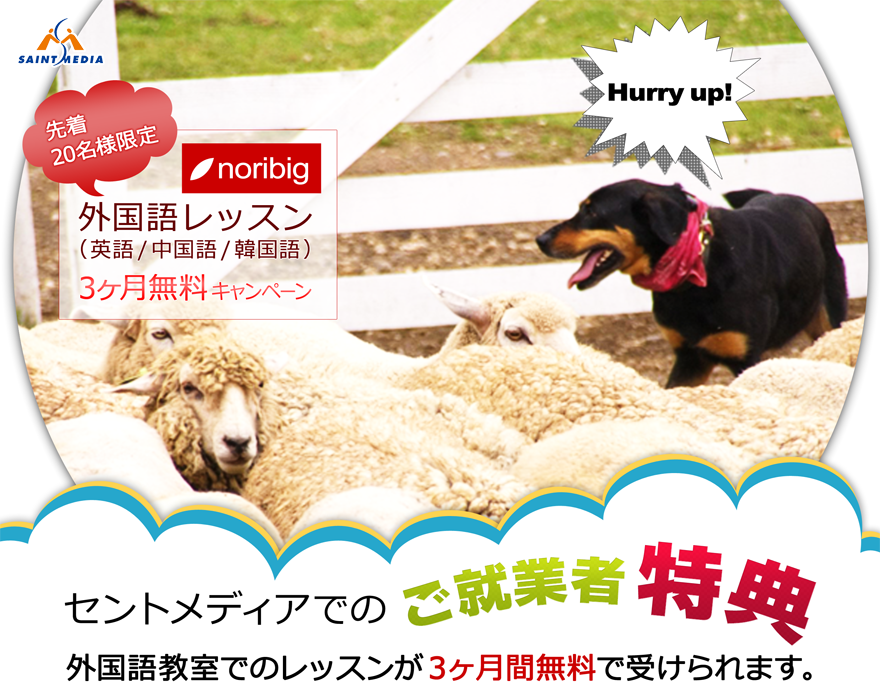 SAINT MEDIA
先着
20名様限定
noribig
外国語レッスン
（英語/中国語/韓国語）
3ヶ月無料キャンペーン
Hurry up!
セントメディアでのご就業者特典
外国語教室でのレッスンが3ヶ月間無料で受けられます。